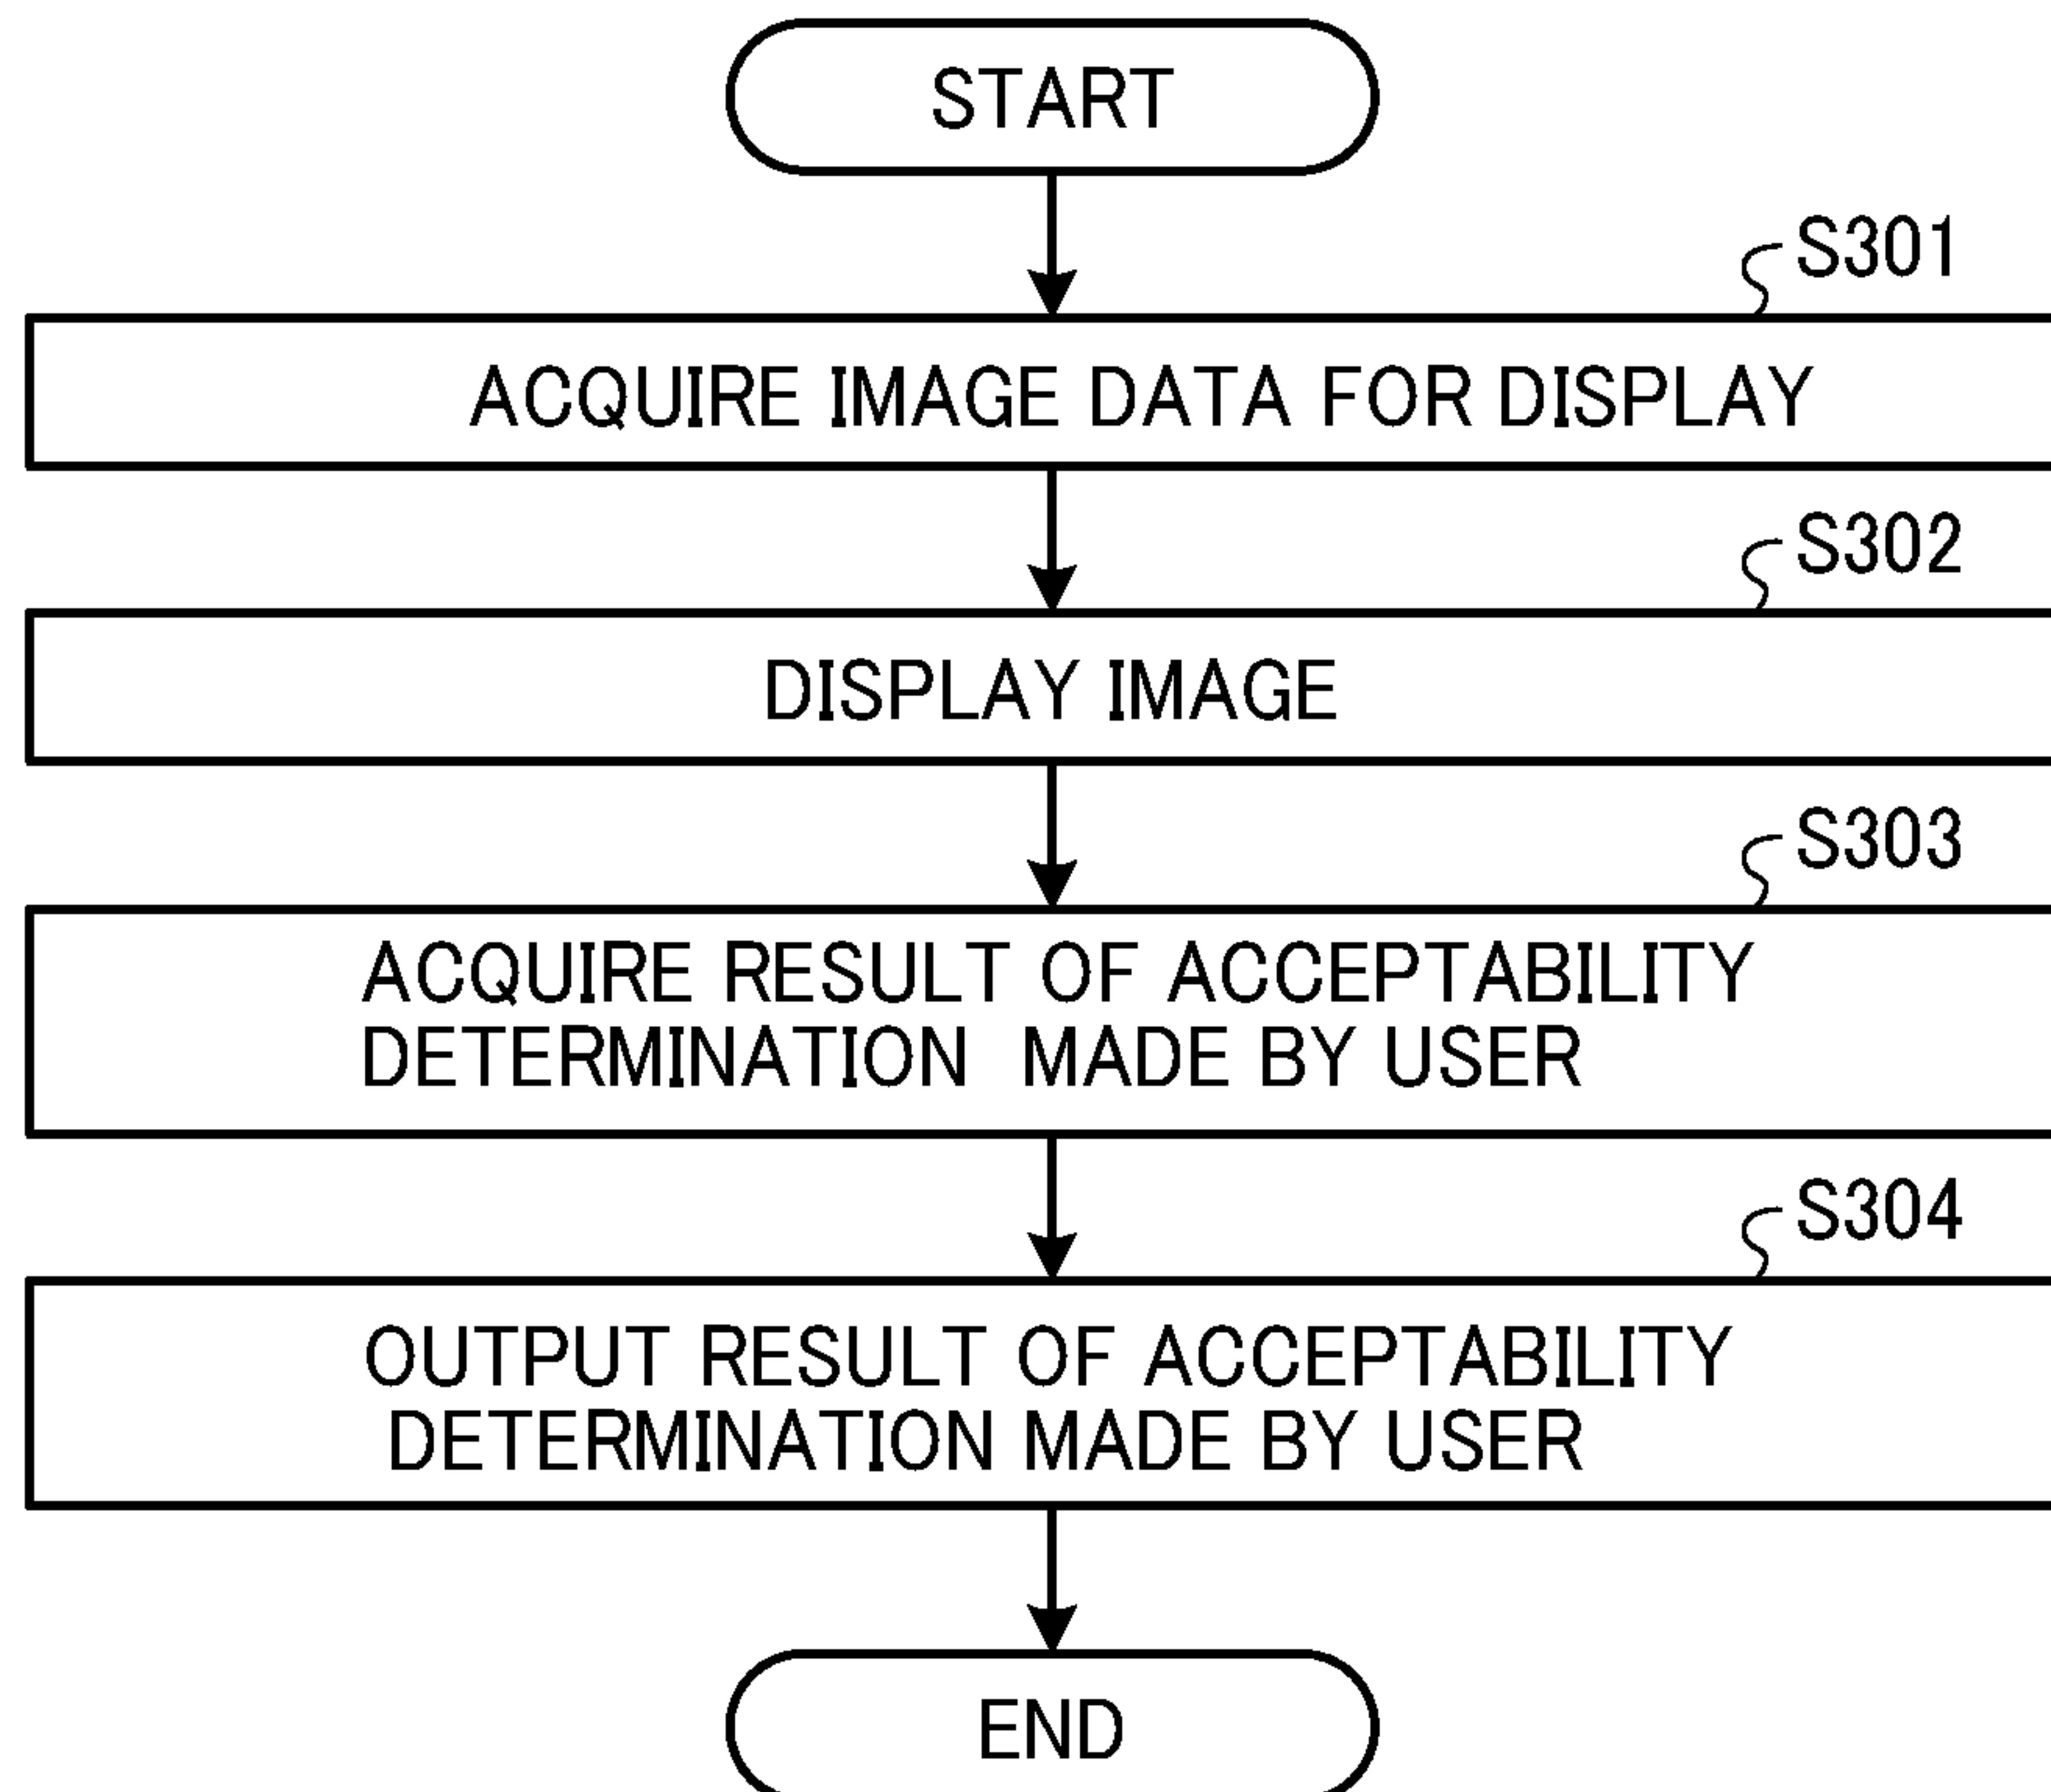 START
S301
ACQUIRE IMAGE DATA FOR DISPLAY
S302
DISPLAY IMAGE
S303
ACQUIRE RESULT OF ACCEPTABILITY
DETERMINATION MADE BY USER
S304
OUTPUT RESULT OF ACCEPTABILITY
DETERMINATION MADE BY USER
END